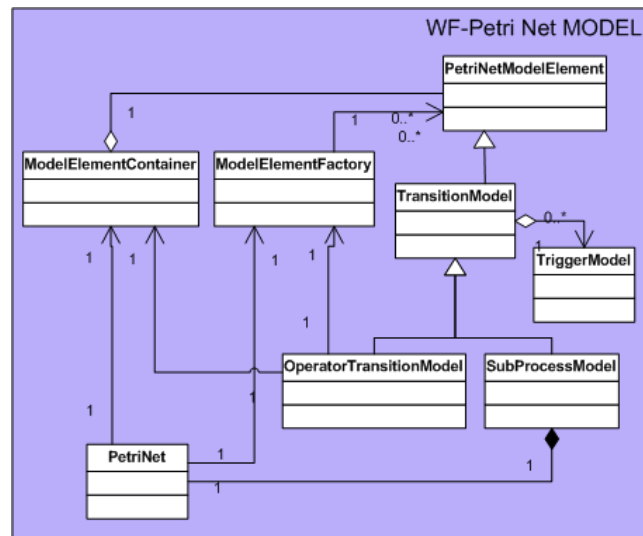 WF-Petri Net MODEL
PetriNetModelElement
1
1
0..*
0..*
ModelElementContainer
ModelElementFactory
TransitionModel
0..*
1
TriggerModel
1
1
1
1
1
1
OperatorTransitionModel
SubProcessModel
1
1
PetriNet
1
1
1